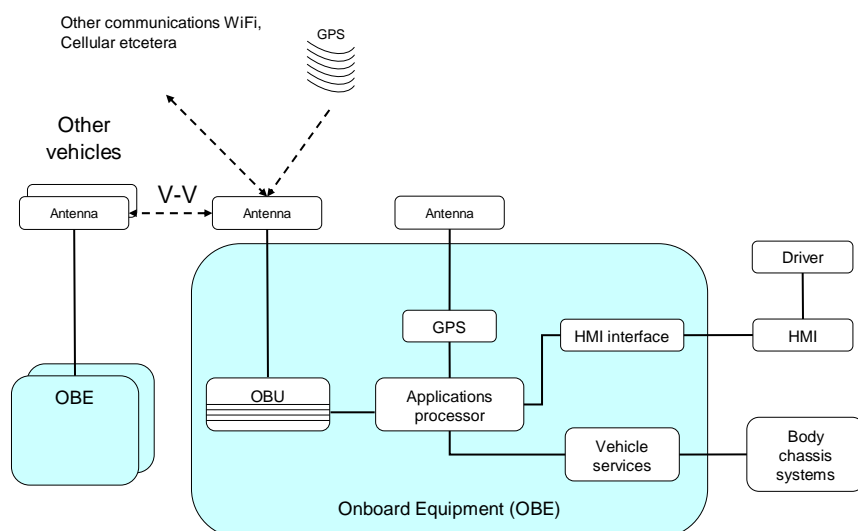 Other communications WiFi,
Cellular etcetera
GPS
Other
vehicles
V-V
Antenna
Antenna
Antenna
Driver
GPS
HMI interface
HMI
OBE
OBU
Applications
processor
Vehicle
services
Body
chassis
systems
Onboard Equipment (OBE)